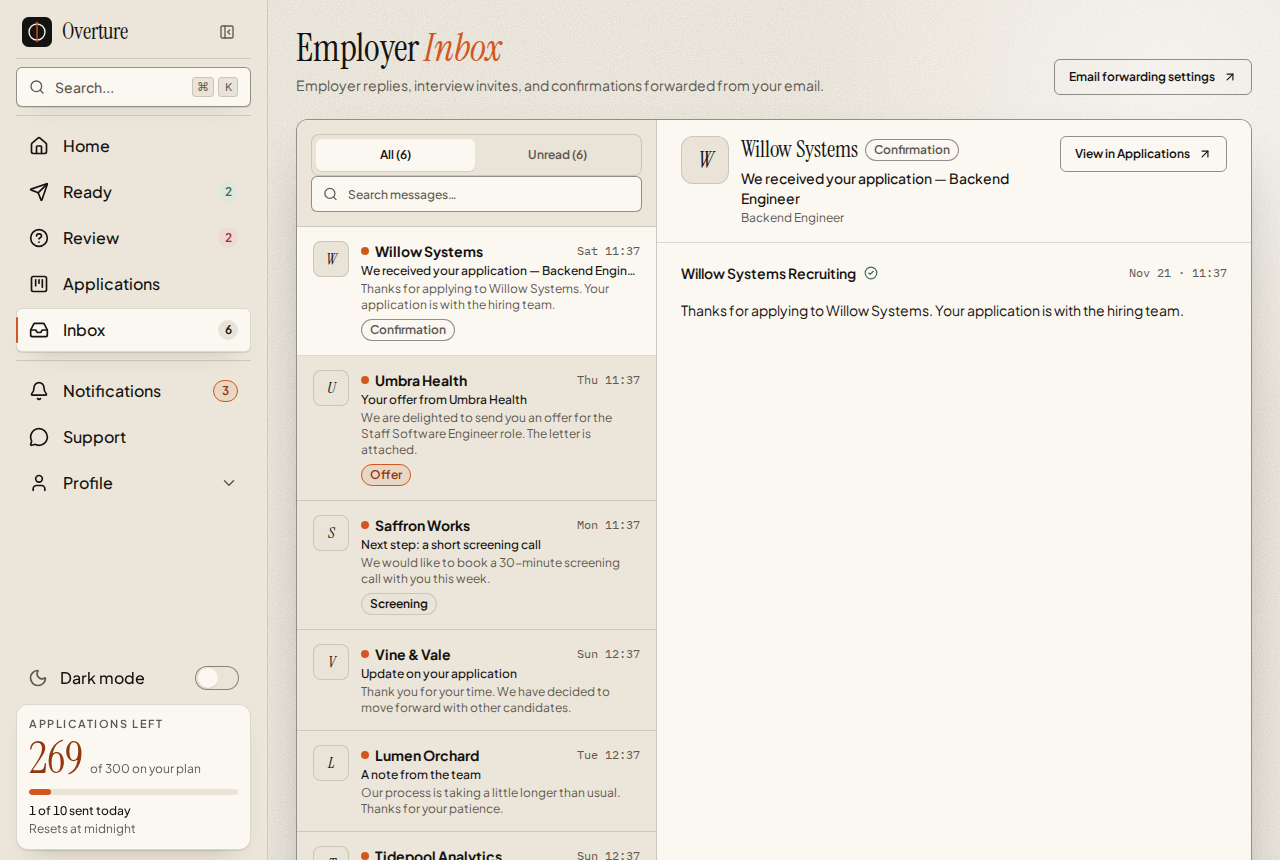 Overture
Search...
⌘ K
Home
Ready 2
Review 2
Applications
Inbox 6
Notifications 3
Support
Profile
Dark mode
APPLICATIONS LEFT
269 of 300 on your plan
1 of 10 sent today
Resets at midnight
Employer Inbox
Employer replies, interview invites, and confirmations forwarded from your email.
Email forwarding settings
All (6)
Unread (6)
Search messages…
W
Willow Systems Sat 11:37
We received your application — Backend Engin…
Thanks for applying to Willow Systems. Your
application is with the hiring team.
Confirmation
U
Umbra Health Thu 11:37
Your offer from Umbra Health
We are delighted to send you an offer for the
Staff Software Engineer role. The letter is
attached.
Offer
S
Saffron Works Mon 11:37
Next step: a short screening call
We would like to book a 30-minute screening
call with you this week.
Screening
V
Vine & Vale Sun 12:37
Update on your application
Thank you for your time. We have decided to
move forward with other candidates.
L
Lumen Orchard Tue 12:37
A note from the team
Our process is taking a little longer than usual.
Thanks for your patience.
Tidepool Analytics Sun 12:37
W
Willow Systems Confirmation
We received your application — Backend
Engineer
Backend Engineer
View in Applications
Willow Systems Recruiting Nov 21 · 11:37
Thanks for applying to Willow Systems. Your application is with the hiring team.